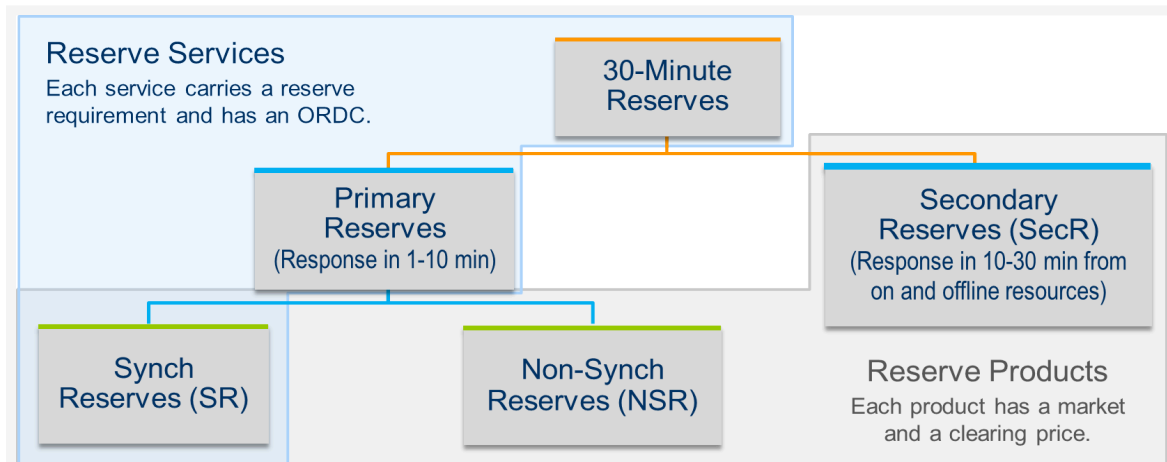 Reserve Services
Each service carries a reserve
requirement and has an ORDC.
30-Minute
Reserves
Primary
Reserves
(Response in 1-10 min)
Secondary
Reserves (SecR)
(Response in 10-30 min from
on and offline resources)
Synch
Reserves (SR)
Non-Synch
Reserves (NSR)
Reserve Products
Each product has a market
and a clearing price.